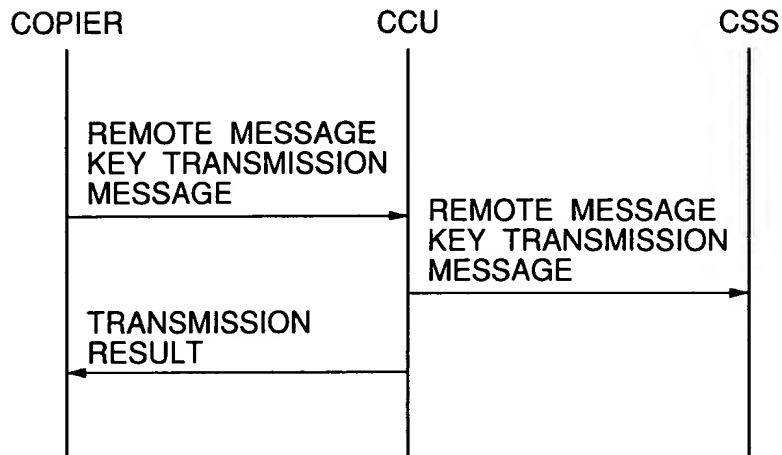 COPIER CCU CSS
REMOTE MESSAGE
KEY TRANSMISSION
MESSAGE
REMOTE MESSAGE
KEY TRANSMISSION
MESSAGE
TRANSMISSION
RESULT